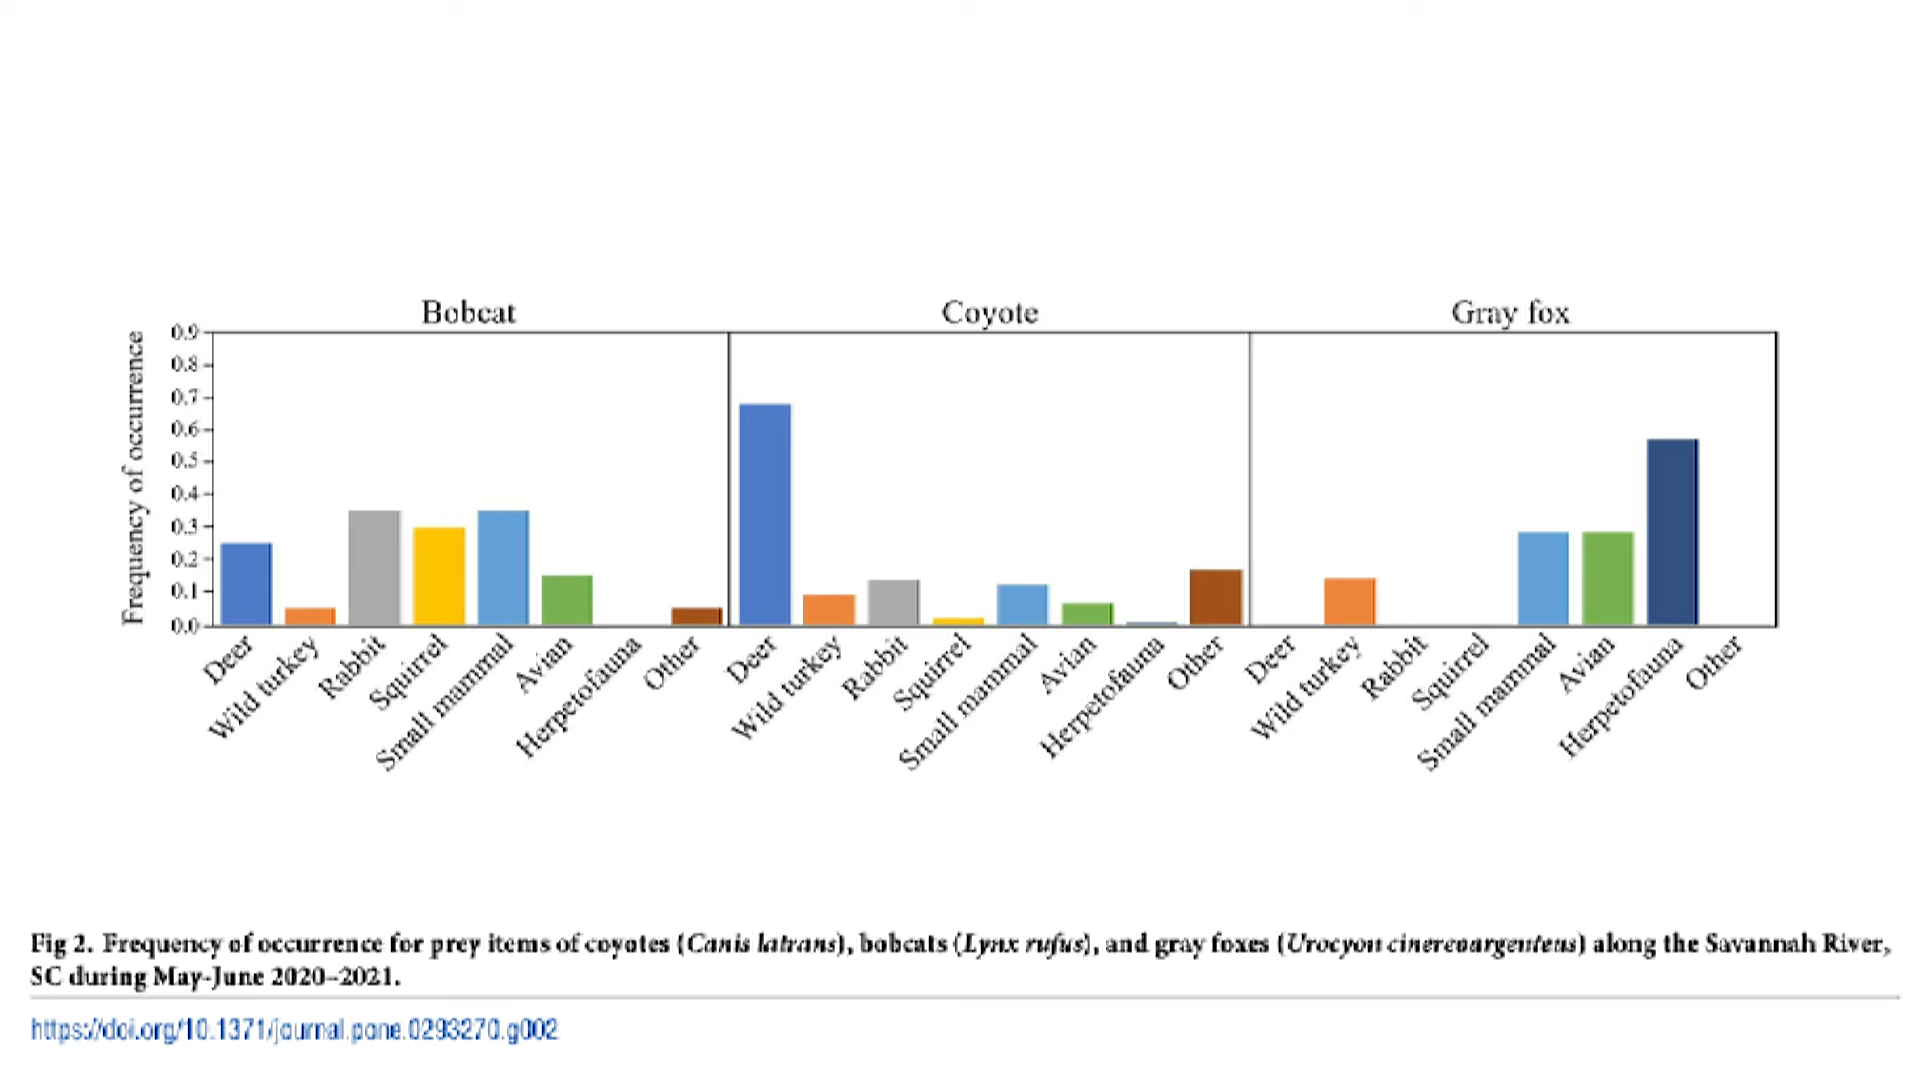 Bobcat Coyote Gray fox
Frequency of occurrence
0.9
0.8
0.7
0.6
0.5
0.4
0.3
0.2
0.1
0.0
Deer Wild turkey Rabbit Squirrel Small mammal Avian Herpetofauna Other Deer Wild turkey Rabbit Squirrel Small mammal Avian Herpetofauna Other Deer Wild turkey Rabbit Squirrel Small mammal Avian Herpetofauna Other
Fig 2. Frequency of occurrence for prey items of coyotes (Canis latrans), bobcats (Lynx rufus), and gray foxes (Urocyon cinereoargenteus) along the Savannah River,
SC during May-June 2020–2021.
https://doi.org/10.1371/journal.pone.0293270.g002